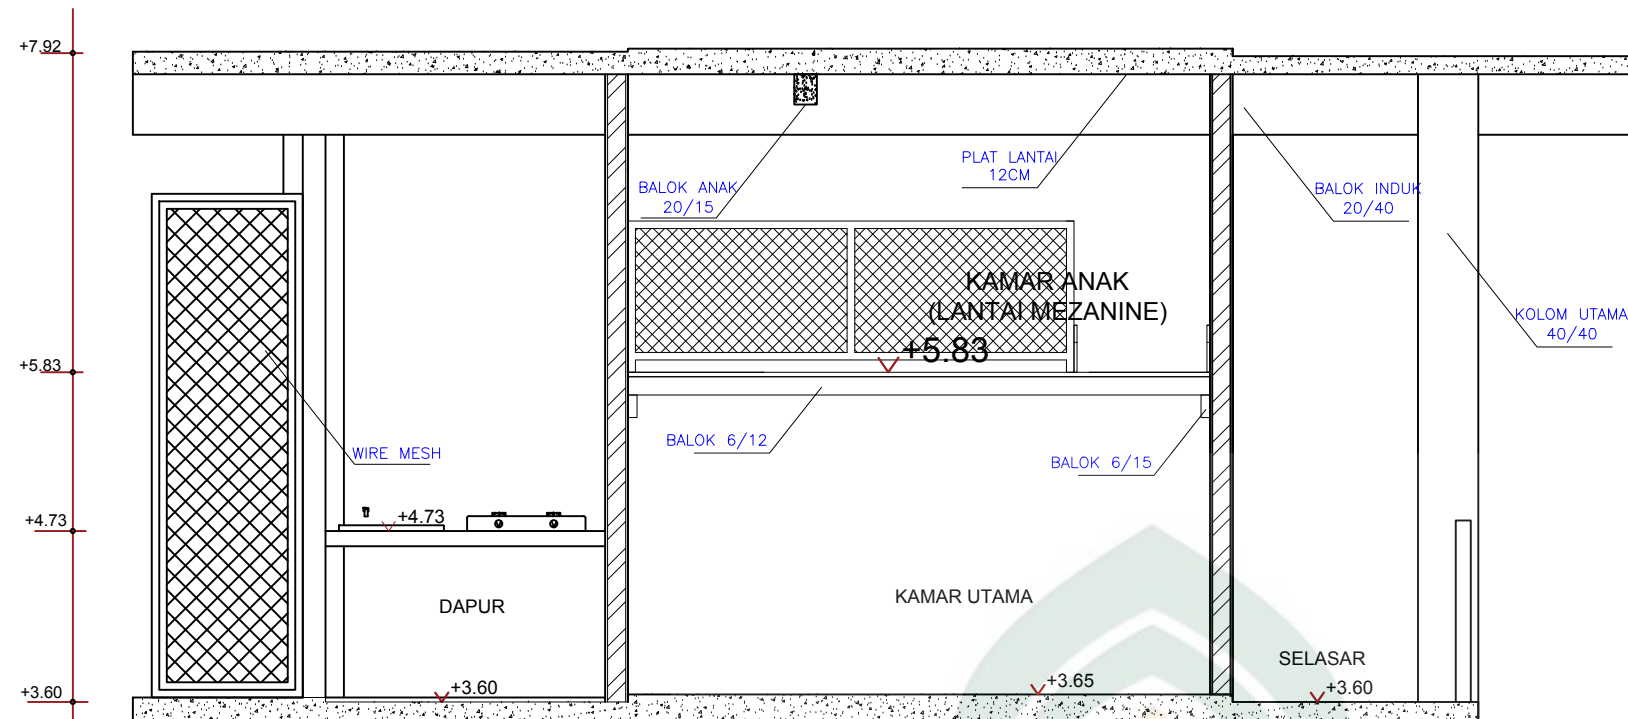 +7.92
PLAT LANTAI
12CM
BALOK ANAK
20/15
BALOK INDUK
20/40
KAMAR ANAK
(LANTAI MEZANINE)
+5.83
KOLOM UTAMA
40/40
+5.83
BALOK 6/12
WIRE MESH
BALOK 6/15
+4.73
+4.73
DAPUR
KAMAR UTAMA
SELASAR
+3.60
+3.60
+3.65
+3.60